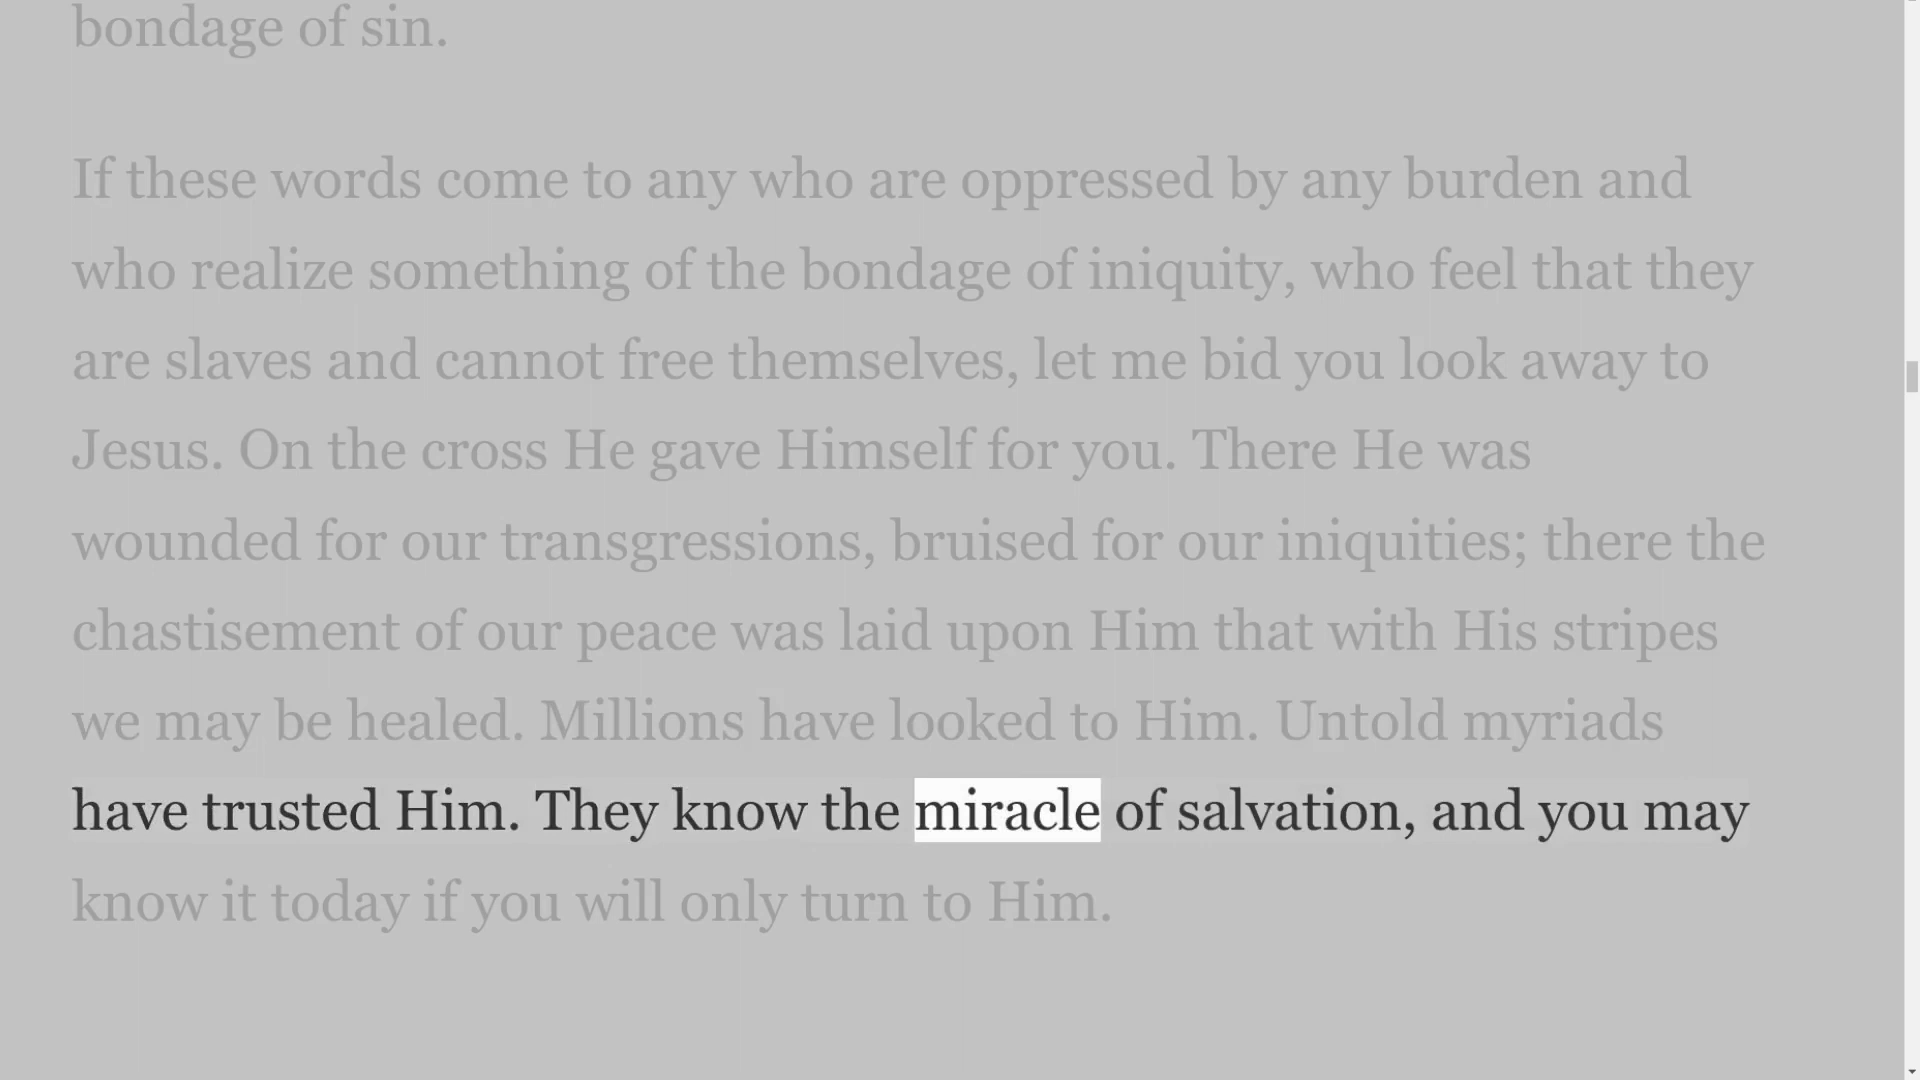 bondage of sin.
If these words come to any who are oppressed by any burden and
who realize something of the bondage of iniquity, who feel that they
are slaves and cannot free themselves, let me bid you look away to
Jesus. On the cross He gave Himself for you. There He was
wounded for our transgressions, bruised for our iniquities; there the
chastisement of our peace was laid upon Him that with His stripes
we may be healed. Millions have looked to Him. Untold myriads
have trusted Him. They know the miracle of salvation, and you may
know it today if you will only turn to Him.